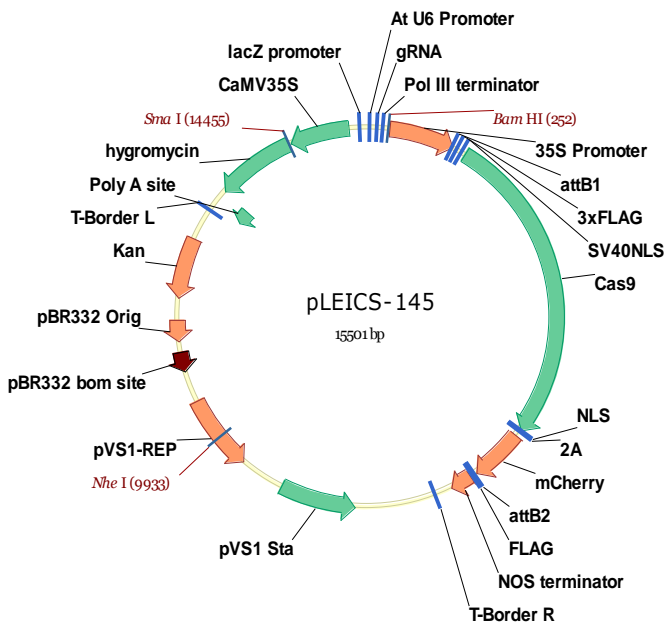 At U6 Promoter
lacZ promoter
gRNA
CaMV35S
Pol III terminator
Sma I (14455)
Bam HI (252)
hygromycin
35S Promoter
Poly A site
attB1
T-Border L
3xFLAG
Kan
SV40NLS
Cas9
pLEICS-145
15501 bp
pBR332 Orig
pBR332 bom site
NLS
pVS1-REP
2A
Nhe I (9933)
mCherry
attB2
pVS1 Sta
FLAG
NOS terminator
T-Border R